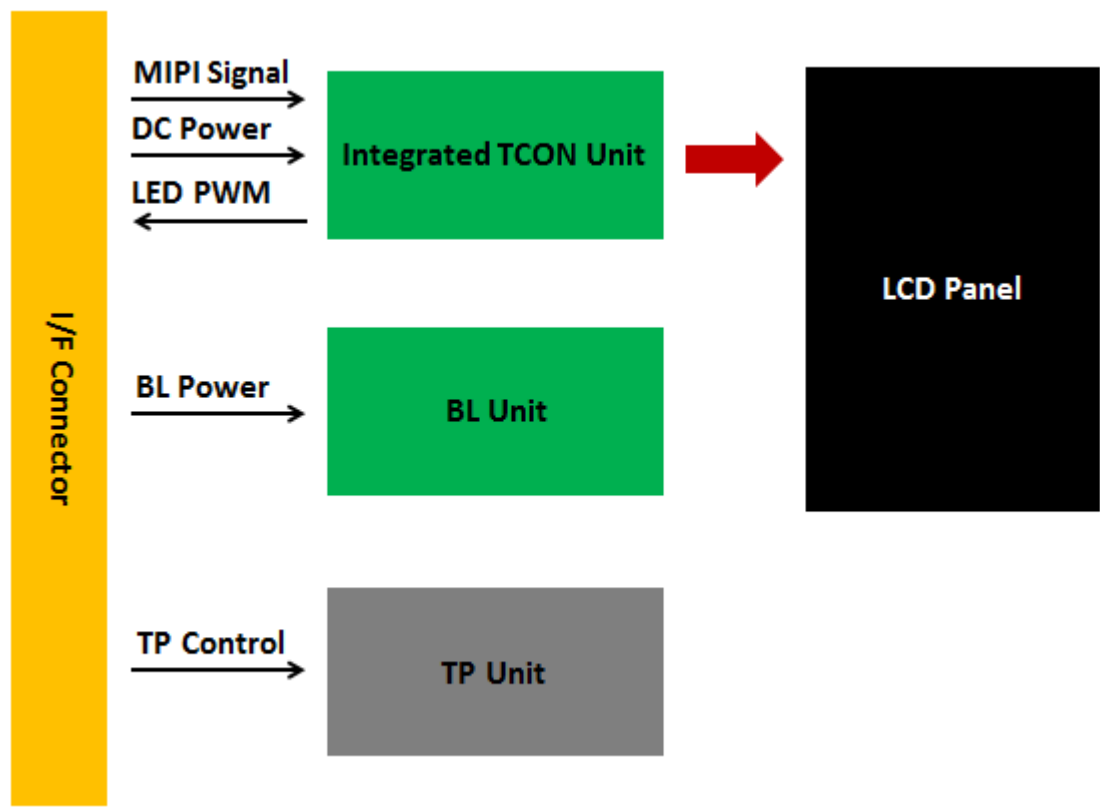 I/F Connector
MIPI Signal
DC Power
LED PWM
Integrated TCON Unit
LCD Panel
BL Power
BL Unit
TP Control
TP Unit